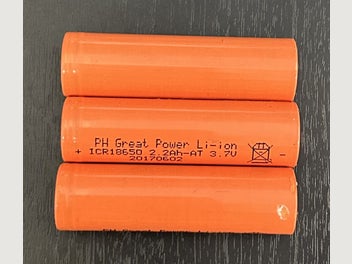 PH Great Power Li-ion
+ ICR18650 2.2Ah-AT 3.7V -
20170602